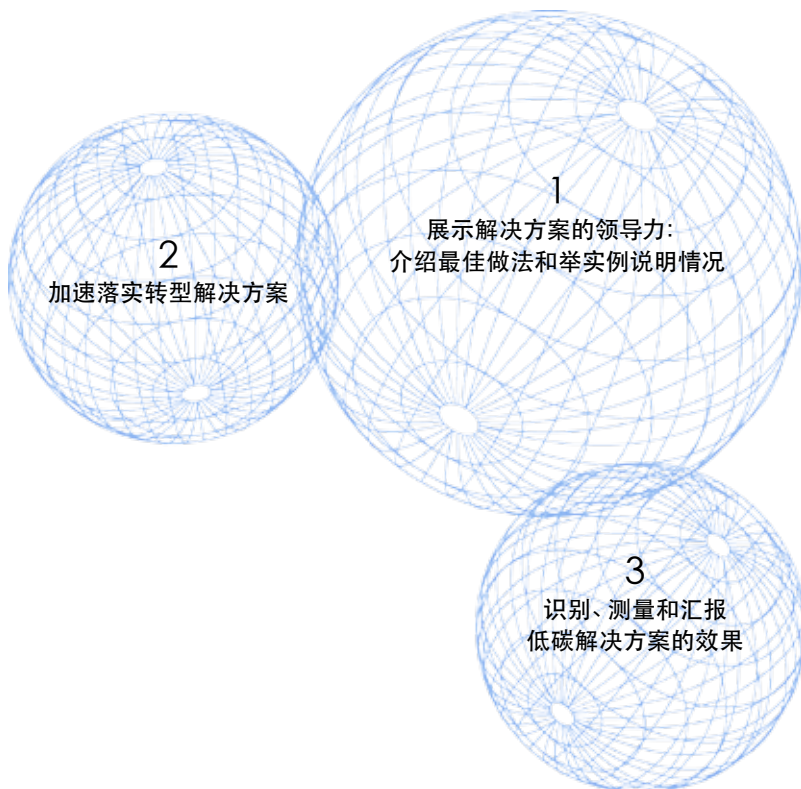 1
展示解决方案的领导力:
介绍最佳做法和举实例说明情况
2
加速落实转型解决方案
3
识别、测量和汇报
低碳解决方案的效果